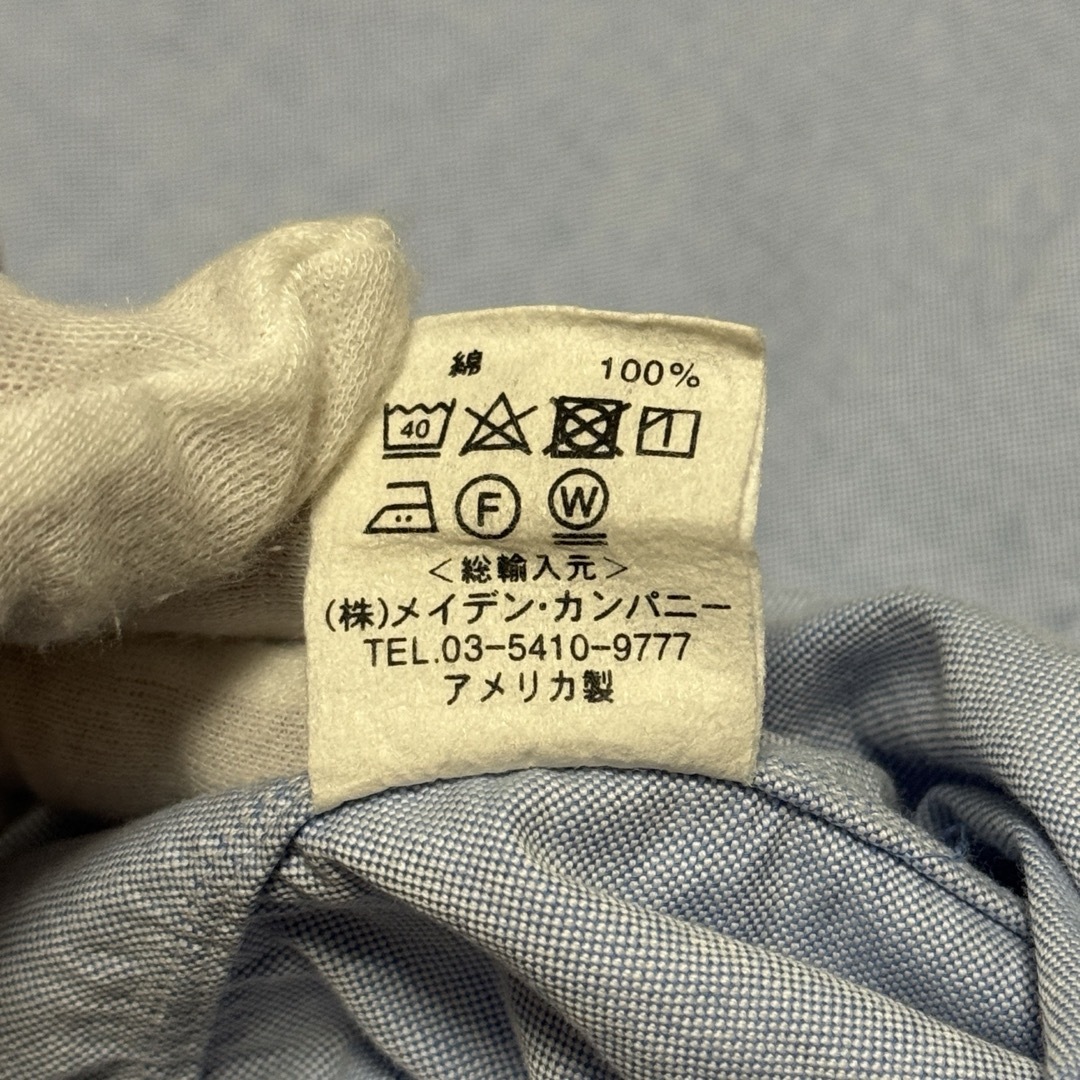 綿 100%
40
F W
<総輸入元>
(株)メイデン・カンパニー
TEL.03-5410-9777
アメリカ製